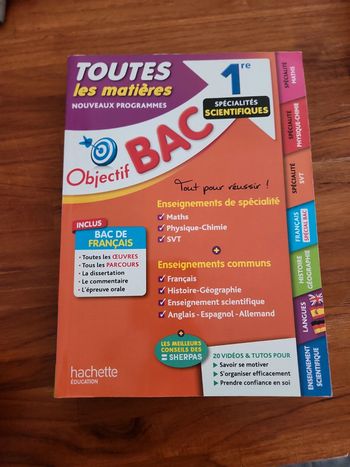 TOUTES
les matières
NOUVEAUX PROGRAMMES
1re
SPÉCIALITÉS
SCIENTIFIQUES
Objectif
BAC
Tout pour réussir !
Enseignements de spécialité
Maths
Physique-Chimie
SVT
+
Enseignements communs
Français
Histoire-Géographie
Enseignement scientifique
Anglais - Espagnol - Allemand
+
INCLUS
BAC DE
FRANÇAIS
• Toutes les ŒUVRES
• Tous les PARCOURS
• La dissertation
• Le commentaire
• L'épreuve orale
LES MEILLEURS
CONSEILS DES
SHERPAS
20 VIDÉOS & TUTOS POUR
Savoir se motiver
S'organiser efficacement
Prendre confiance en soi
hachette
ÉDUCATION
SPÉCIALITÉ
MATHS
SPÉCIALITÉ
PHYSIQUE-CHIMIE
SPÉCIALITÉ
SVT
FRANÇAIS
SPÉCIAL BAC
HISTOIRE
GÉOGRAPHIE
LANGUES
ENSEIGNEMENT
SCIENTIFIQUE